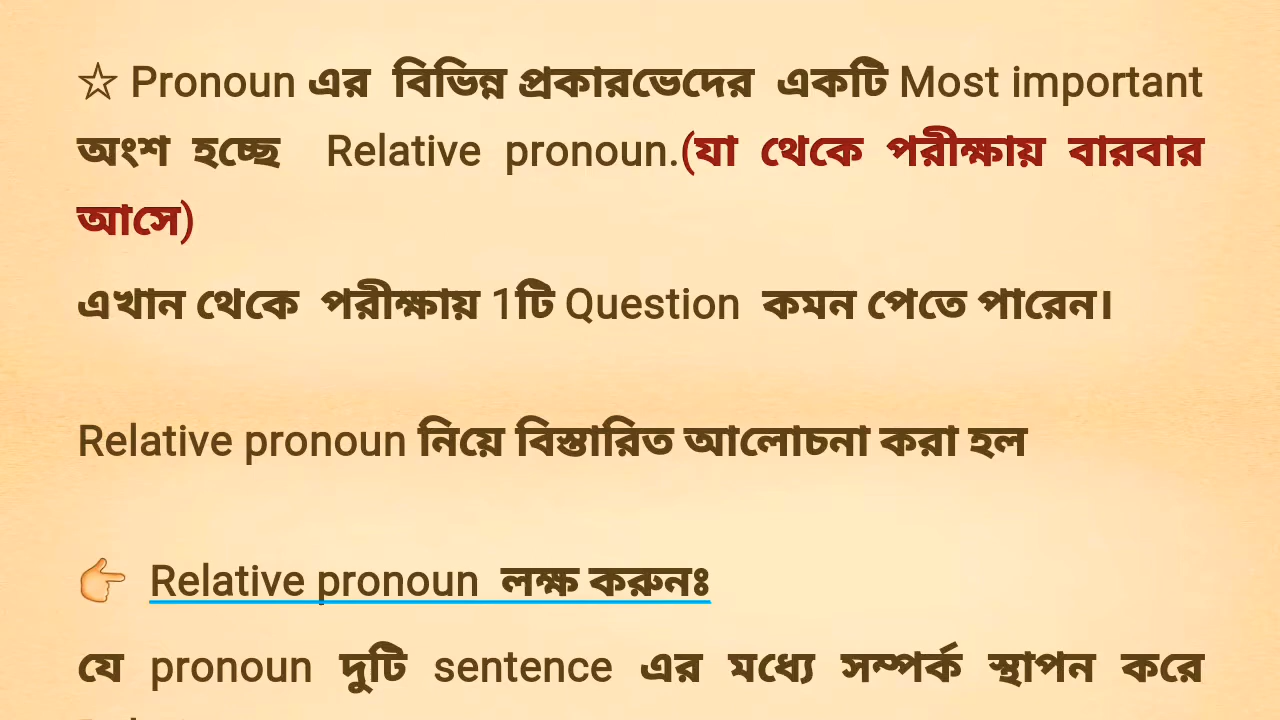 ☆ Pronoun এর বিভিন্ন প্রকারভেদের একটি Most important
অংশ হচ্ছে Relative pronoun.(যা থেকে পরীক্ষায় বারবার
আসে)
এখান থেকে পরীক্ষায় 1টি Question কমন পেতে পারেন।
Relative pronoun নিয়ে বিস্তারিত আলোচনা করা হল
👉 Relative pronoun লক্ষ করুনঃ
যে pronoun দুটি sentence এর মধ্যে সম্পর্ক স্থাপন করে